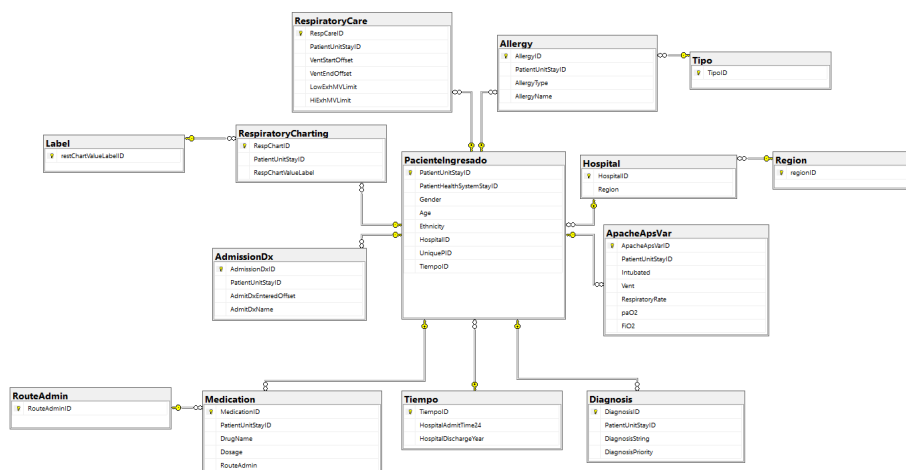 RespiratoryCare
RespCareID
PatientUnitStayID
VentStartOffset
VentEndOffset
LowExhMVLimit
HiExhMVLimit
Allergy
AllergyID
PatientUnitStayID
AllergyType
AllergyName
Tipo
TipoID
Label
restChartValueLabelID
RespiratoryCharting
RespChartID
PatientUnitStayID
RespChartValueLabel
PacienteIngresado
PatientUnitStayID
PatientHealthSystemStayID
Gender
Age
Ethnicity
HospitalID
UniquePID
TiempoID
Hospital
HospitalID
Region
Region
regionID
ApacheApsVar
ApacheApsVarID
PatientUnitStayID
Intubated
Vent
RespiratoryRate
paO2
FiO2
AdmissionDx
AdmissionDxID
PatientUnitStayID
AdmitDxEnteredOffset
AdmitDxName
RouteAdmin
RouteAdminID
Medication
MedicationID
PatientUnitStayID
DrugName
Dosage
RouteAdmin
Tiempo
TiempoID
HospitalAdmitTime24
HospitalDischargeYear
Diagnosis
DiagnosisID
PatientUnitStayID
DiagnosisString
DiagnosisPriority